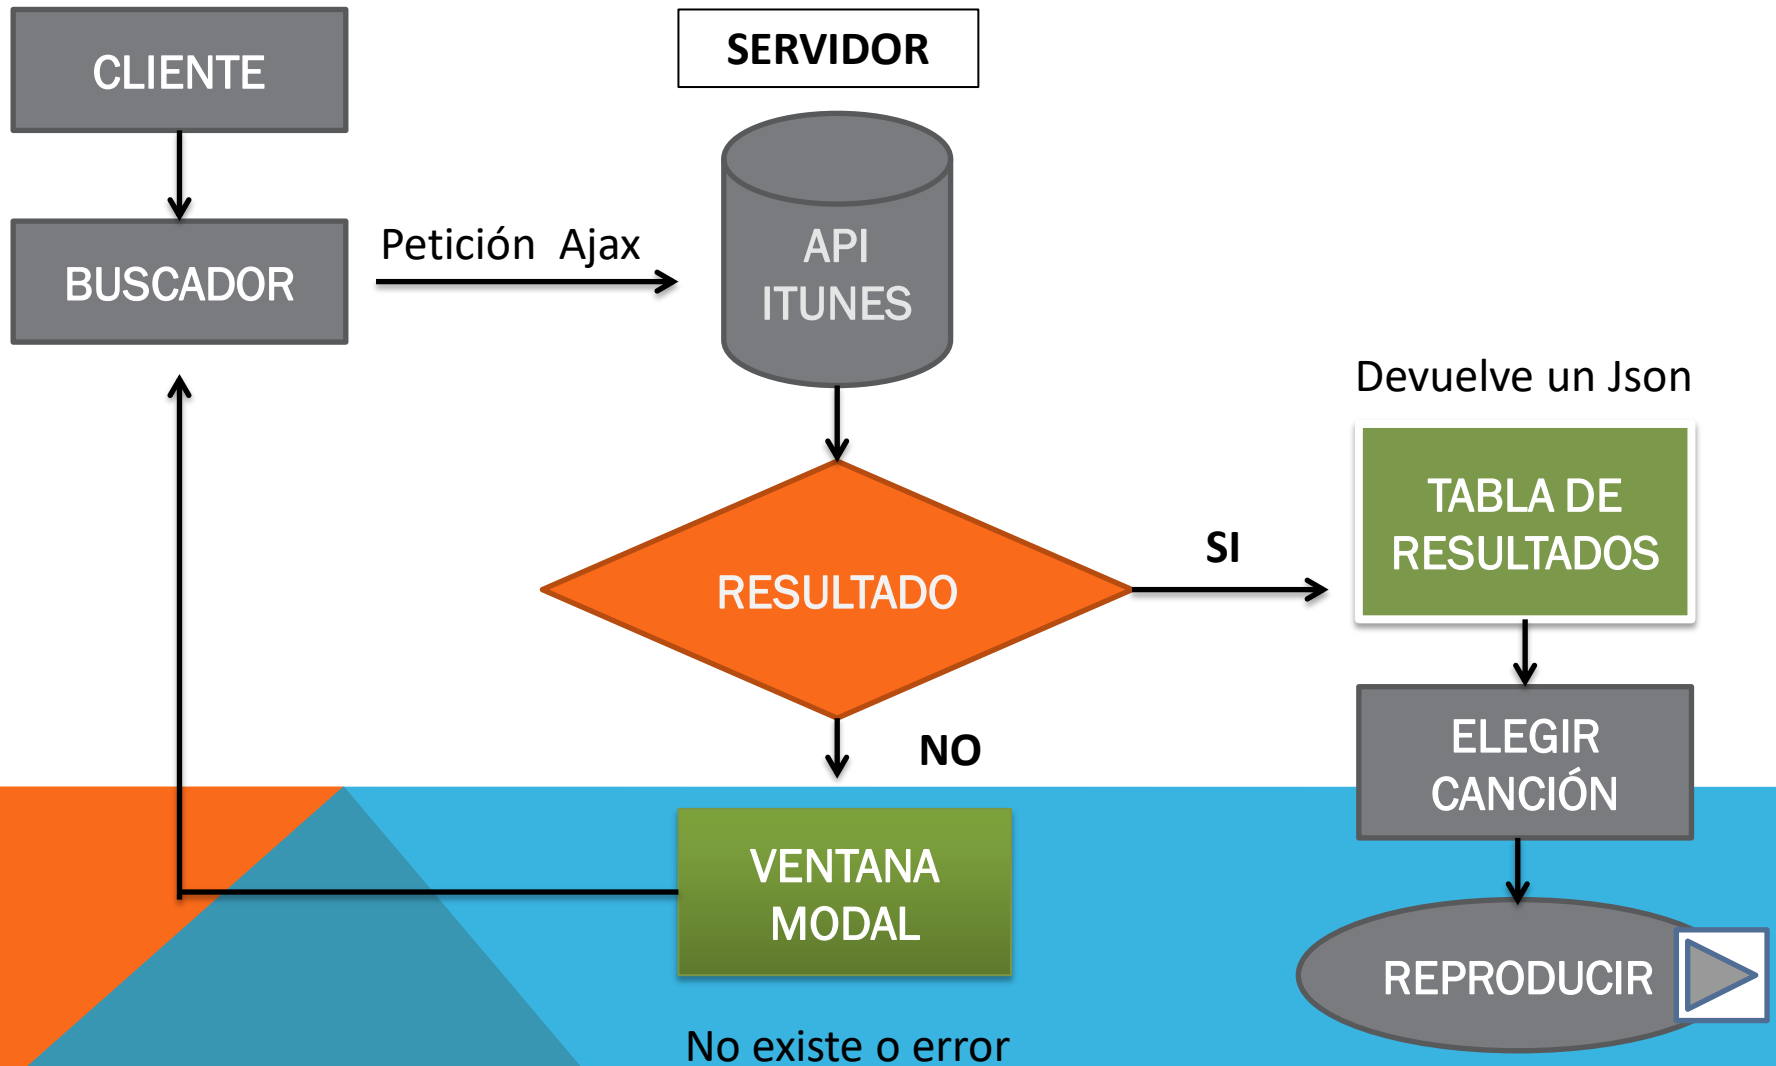 CLIENTE
SERVIDOR
BUSCADOR
Petición Ajax
API
ITUNES
Devuelve un Json
TABLA DE
RESULTADOS
SI
RESULTADO
NO
ELEGIR
CANCIÓN
VENTANA
MODAL
REPRODUCIR
No existe o error